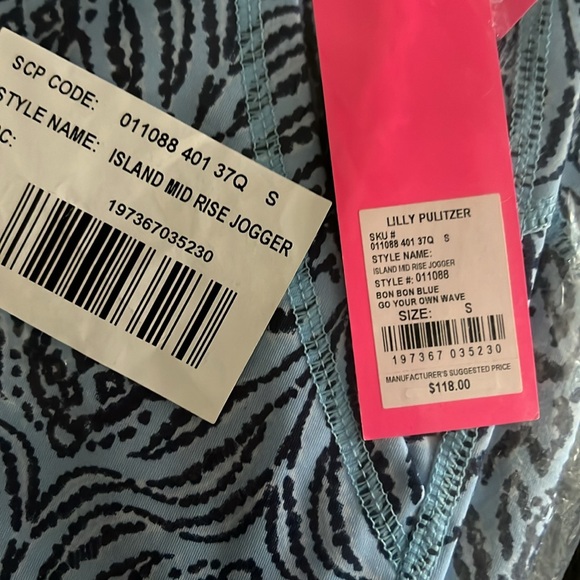 SCP CODE: 011088 401 37Q S
STYLE NAME: ISLAND MID RISE JOGGER
C:
197367035230
LILLY PULITZER
SKU #
011088 401 37Q S
STYLE NAME:
ISLAND MID RISE JOGGER
STYLE #: 011088
BON BON BLUE
GO YOUR OWN WAVE
SIZE: S
197367 035230
MANUFACTURER'S SUGGESTED PRICE
$118.00